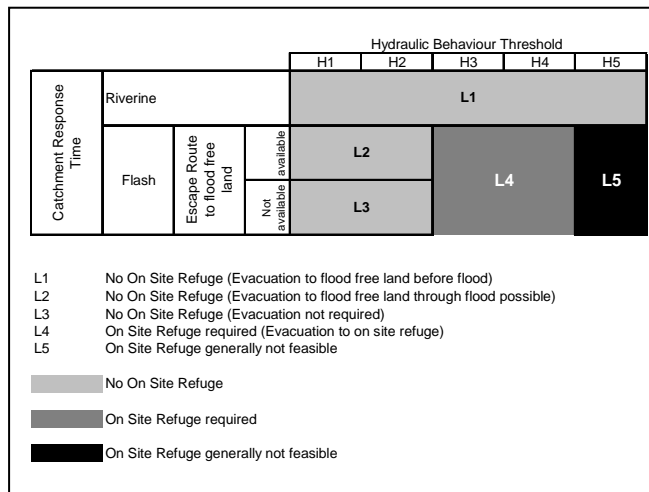 Hydraulic Behaviour Threshold
H1 H2 H3 H4 H5
Catchment Response
Time
Riverine
L1
Flash
Escape Route
to flood free
land
available
L2
Not
available
L3
L4
L5
L1 No On Site Refuge (Evacuation to flood free land before flood)
L2 No On Site Refuge (Evacuation to flood free land through flood possible)
L3 No On Site Refuge (Evacuation not required)
L4 On Site Refuge required (Evacuation to on site refuge)
L5 On Site Refuge generally not feasible
No On Site Refuge
On Site Refuge required
On Site Refuge generally not feasible